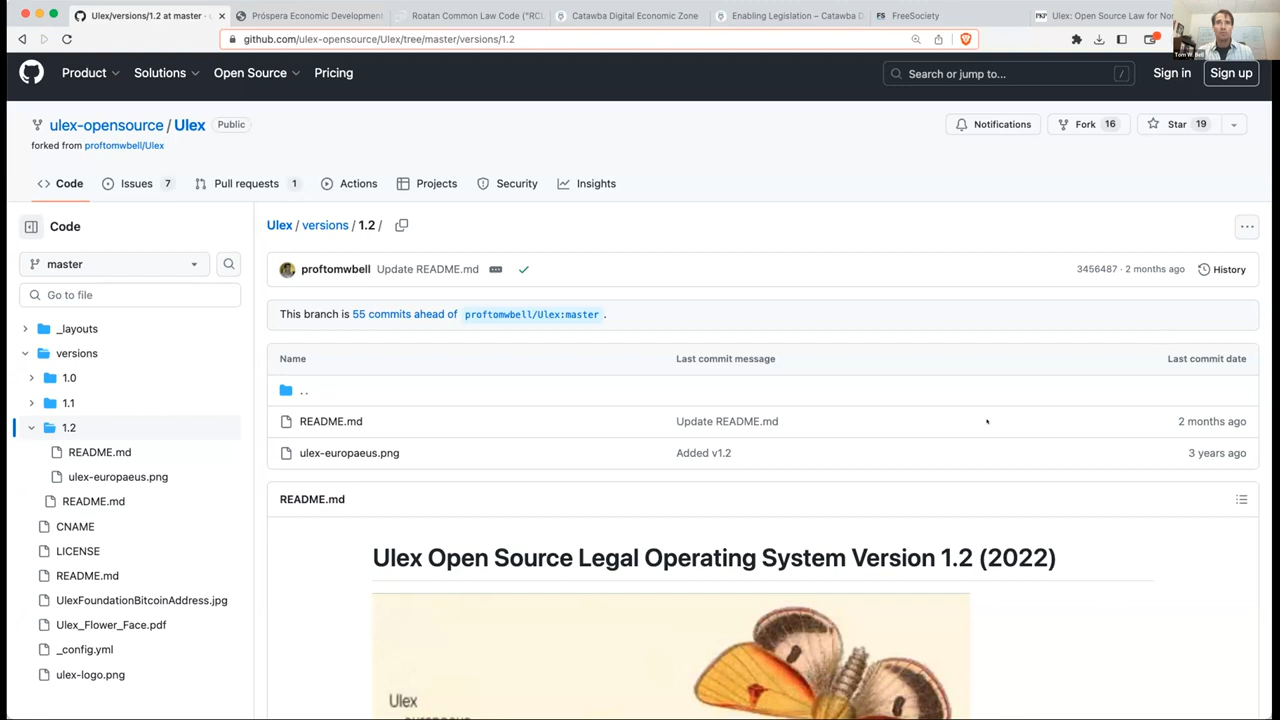 Ulex/versions/1.2 at master ·
Próspera Economic Development
Roatan Common Law Code ("RCL
Catawba Digital Economic Zone
Enabling Legislation – Catawba D
FS FreeSociety
Ulex: Open Source Law for No
github.com/ulex-opensource/Ulex/tree/master/versions/1.2
Tom W. Bell
Product
Solutions
Open Source
Pricing
Search or jump to...
/
Sign in
Sign up
ulex-opensource / Ulex
Public
Notifications
Fork 16
Star 19
forked from proftomwbell/Ulex
Code
Issues 7
Pull requests 1
Actions
Projects
Security
Insights
Code
master
Go to file
_layouts
versions
1.0
1.1
1.2
README.md
ulex-europaeus.png
README.md
CNAME
LICENSE
README.md
UlexFoundationBitcoinAddress.jpg
Ulex_Flower_Face.pdf
_config.yml
ulex-logo.png
Ulex / versions / 1.2 /
proftomwbell Update README.md
3456487 · 2 months ago
History
This branch is 55 commits ahead of proftomwbell/Ulex:master .
Name
Last commit message
Last commit date
..
README.md
Update README.md
2 months ago
ulex-europaeus.png
Added v1.2
3 years ago
README.md
Ulex Open Source Legal Operating System Version 1.2 (2022)
Ulex